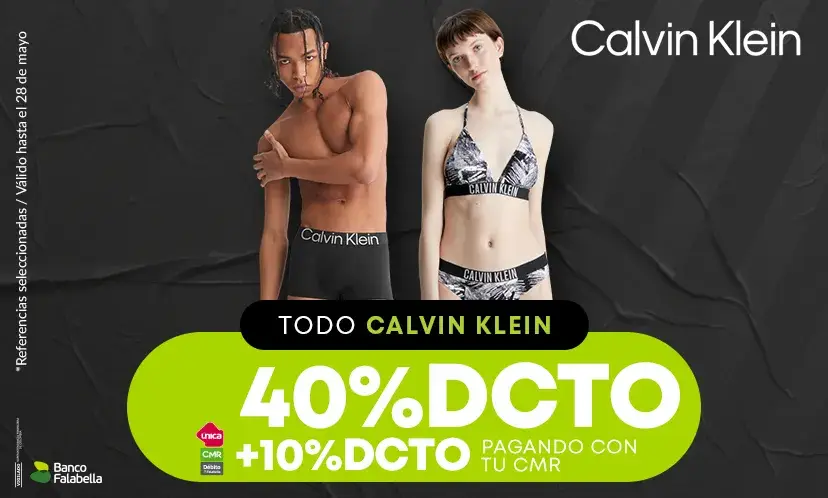 Calvin Klein
*Referencias seleccionadas / Válido hasta el 28 de mayo
Calvin Klein
CALVIN KLEIN
CALVIN KLEIN
TODO CALVIN KLEIN
40%DCTO
única
CMR
Débito
+10%DCTO PAGANDO CON
TU CMR
VIGILADO
Banco
Falabella